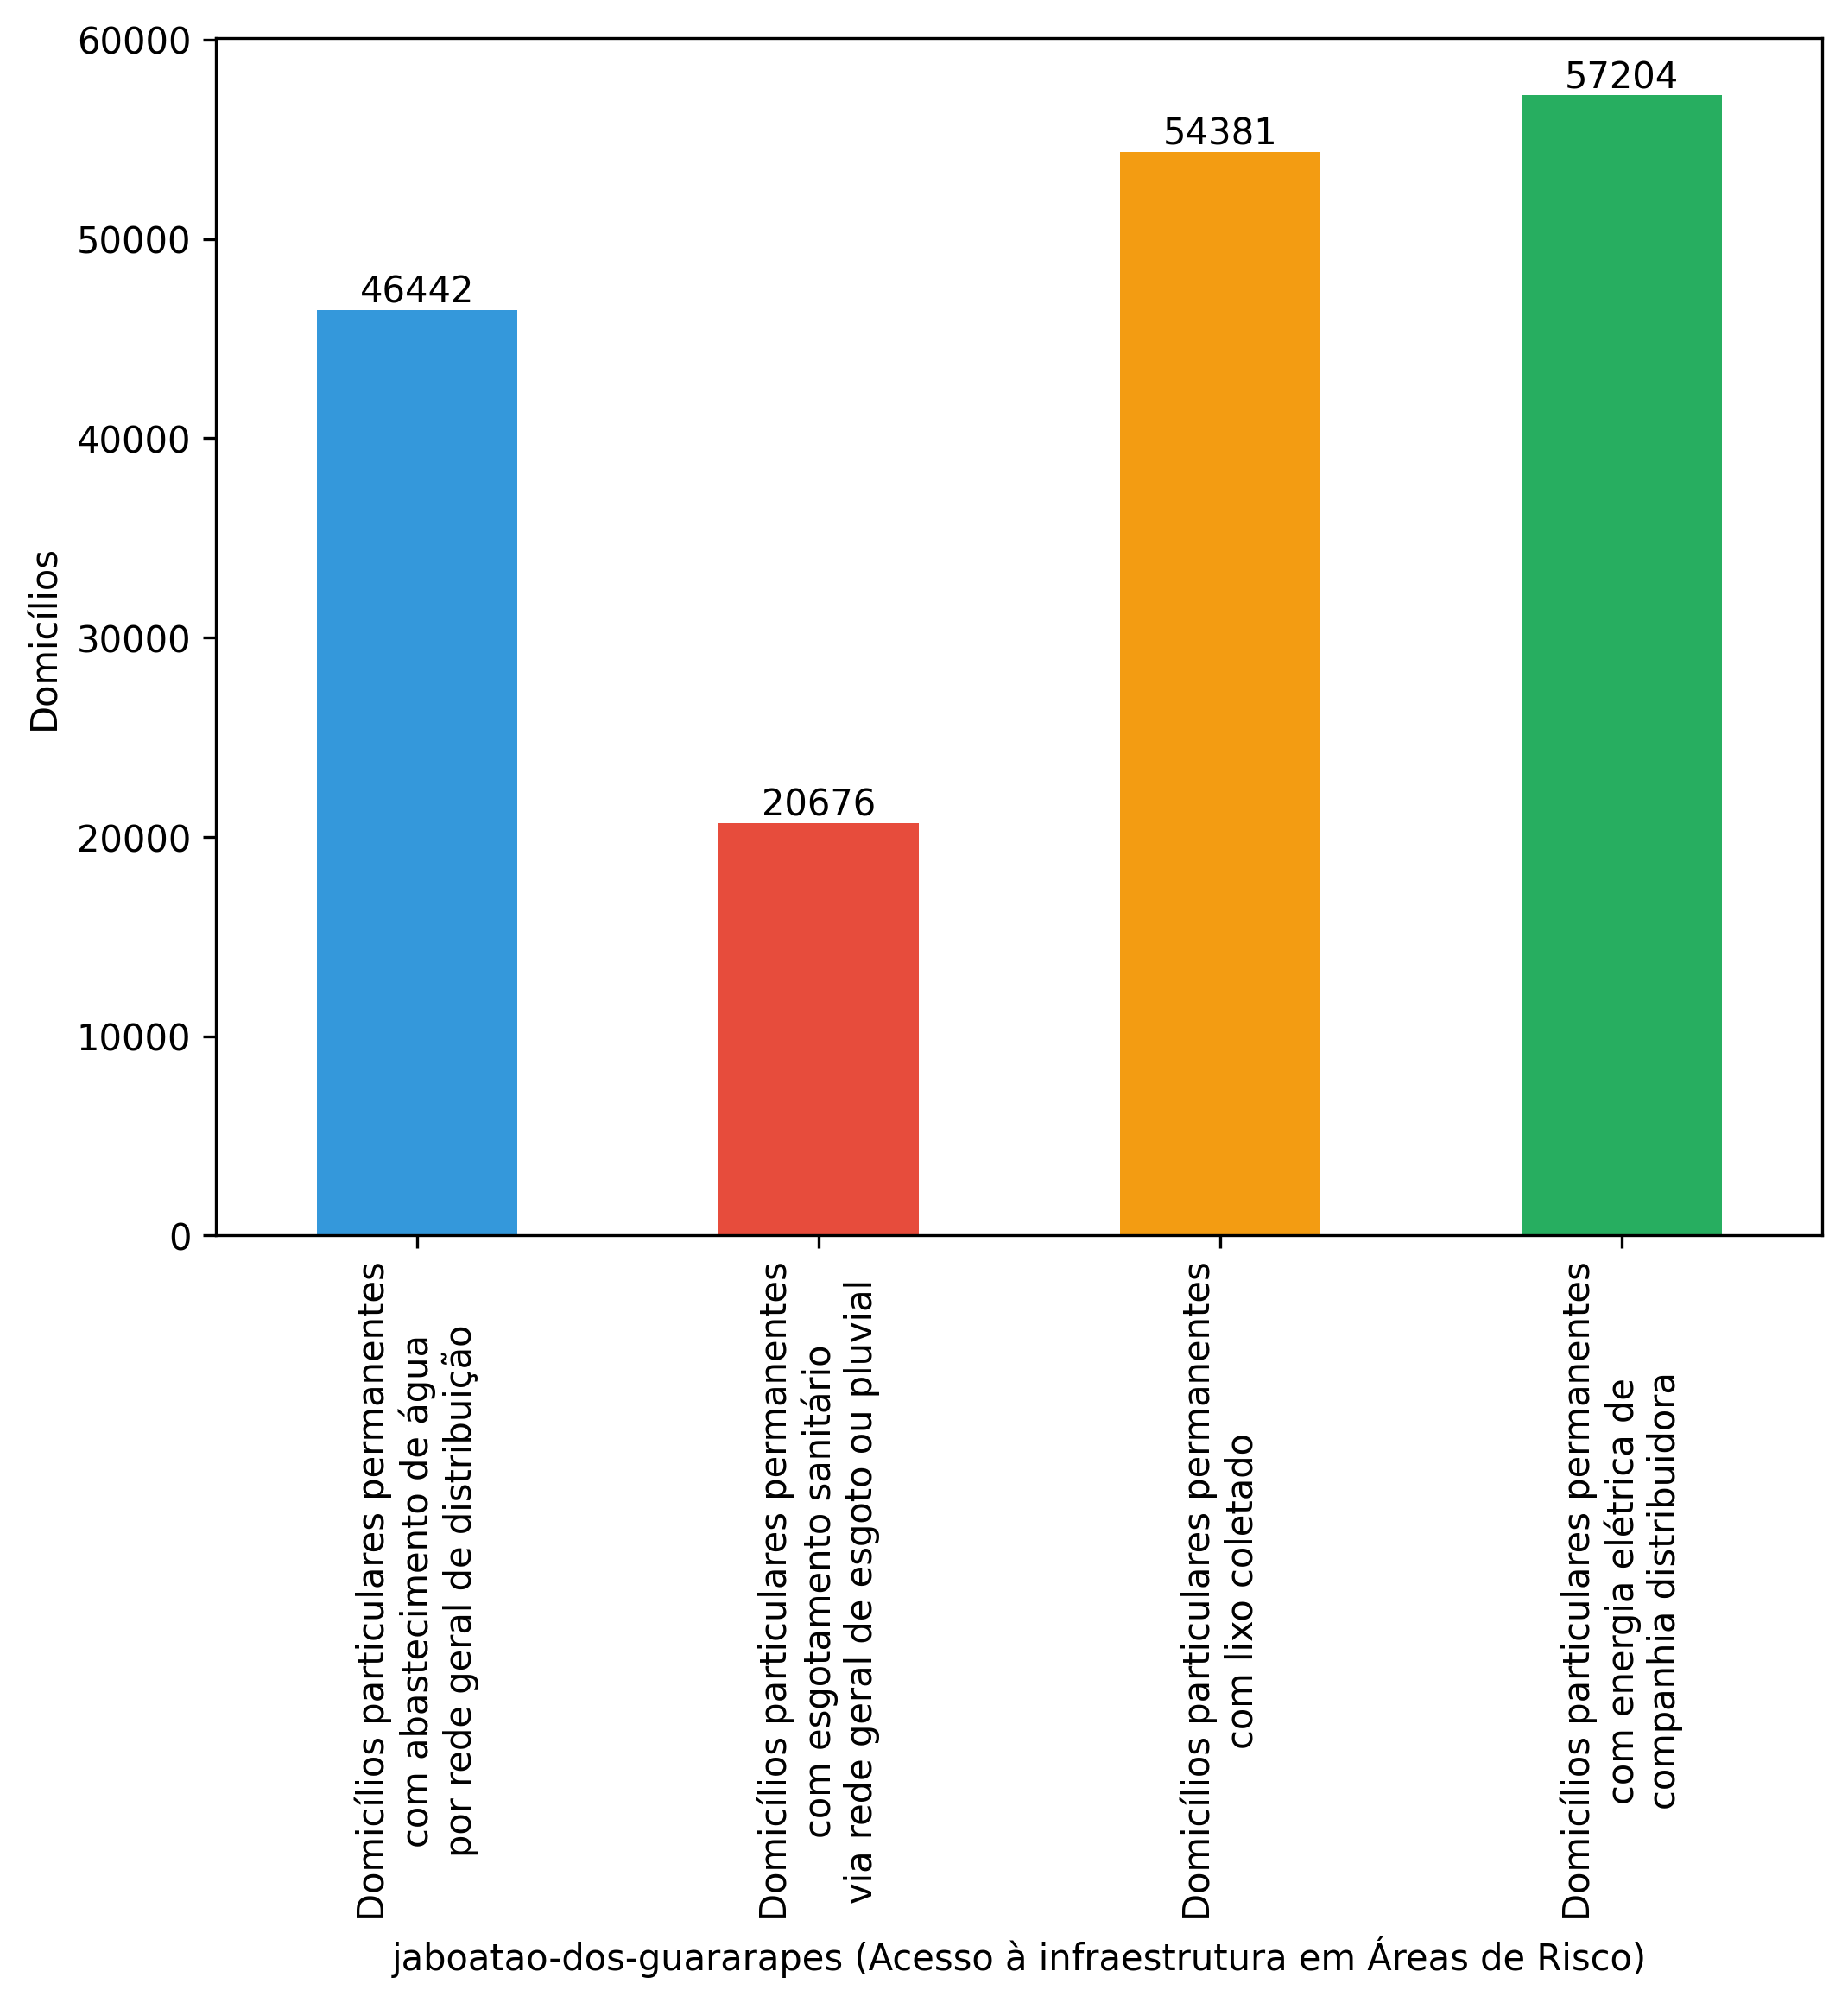 60000
50000
40000
30000
20000
10000
0
Domicílios
46442
20676
54381
57204
Domicílios particulares permanentes
com abastecimento de água
por rede geral de distribuição
Domicílios particulares permanentes
com esgotamento sanitário
via rede geral de esgoto ou pluvial
Domicílios particulares permanentes
com lixo coletado
Domicílios particulares permanentes
com energia elétrica de
companhia distribuidora
jaboatao-dos-guararapes (Acesso à infraestrutura em Áreas de Risco)